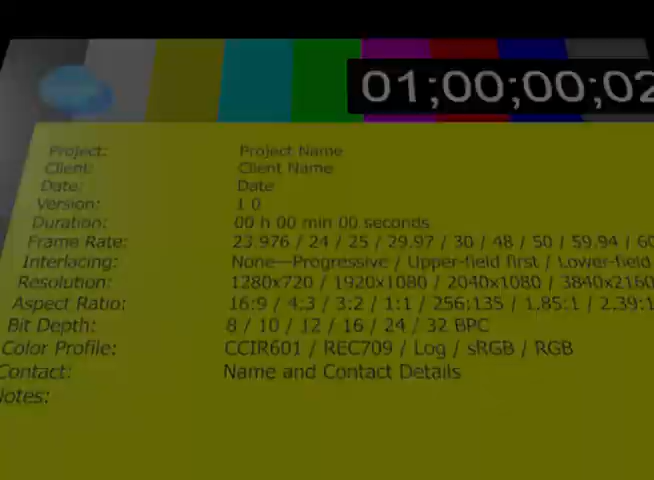 01;00;00;02
Project: Project Name
Client: Client Name
Date: Date
Version: 1 0
Duration: 00 h 00 min 00 seconds
Frame Rate: 23.976 / 24 / 25 / 29.97 / 30 / 48 / 50 / 59.94 / 60
Interlacing: None—Progressive / Upper-field first / Lower-field
Resolution: 1280x720 / 1920x1080 / 2040x1080 / 3840x2160
Aspect Ratio: 16:9 / 4:3 / 3:2 / 1:1 / 256:135 / 1.85:1 / 2.39:1
Bit Depth: 8 / 10 / 12 / 16 / 24 / 32 BPC
Color Profile: CCIR601 / REC709 / Log / sRGB / RGB
Contact: Name and Contact Details
Notes: